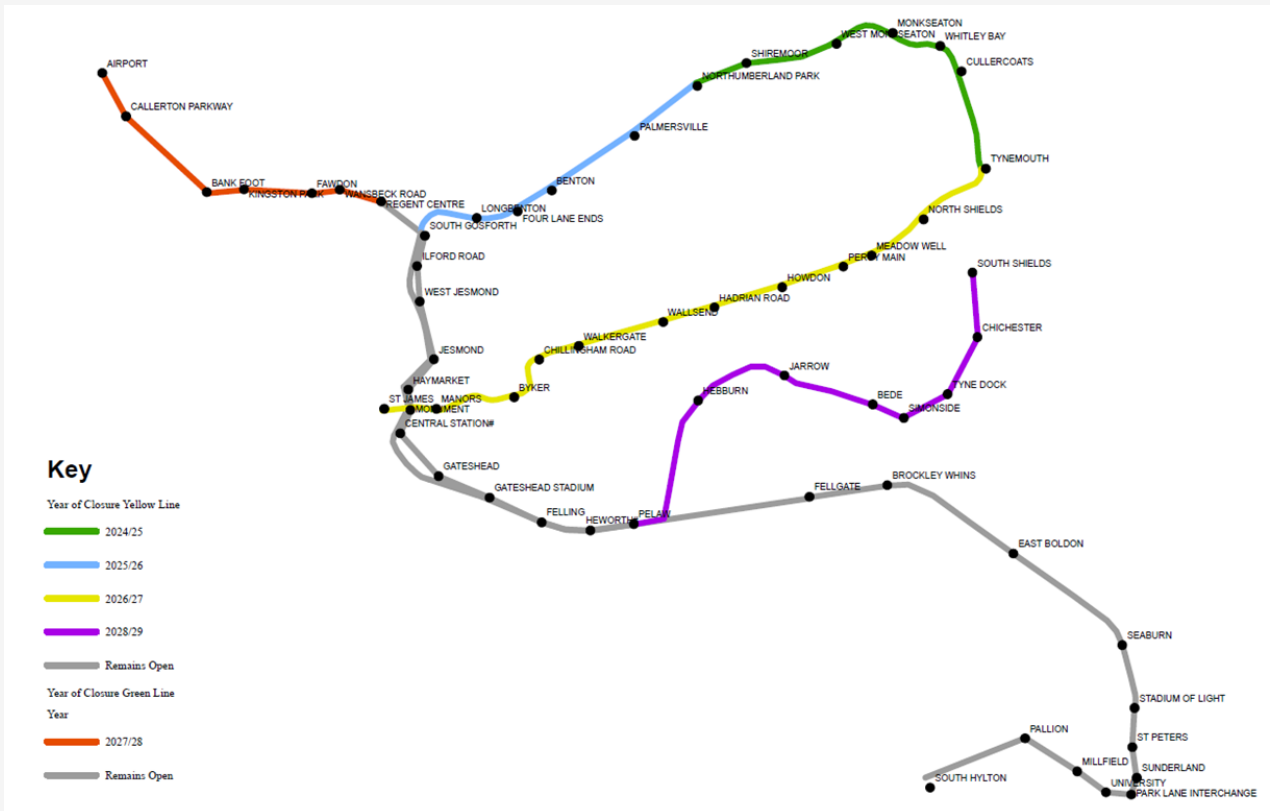 MONKSEATON
WEST MONKSEATON
WHITLEY BAY
SHIREMOOR
CULLERCOATS
AIRPORT
NORTHUMBERLAND PARK
CALLERTON PARKWAY
PALMERSVILLE
TYNEMOUTH
BENTON
BANK FOOT
FAWDON
KINGSTON PARK
WANSBECK ROAD
REGENT CENTRE
LONGBENTON
FOUR LANE ENDS
NORTH SHIELDS
SOUTH GOSFORTH
MEADOW WELL
PERCY MAIN
ILFORD ROAD
SOUTH SHIELDS
HOWDON
WEST JESMOND
HADRIAN ROAD
WALLSEND
CHICHESTER
WALKERGATE
JESMOND
CHILLINGHAM ROAD
JARROW
HAYMARKET
BYKER
HEBBURN
TYNE DOCK
ST JAMES
MANORS
BEDE
MONUMENT
SIMONSIDE
CENTRAL STATION#
GATESHEAD
BROCKLEY WHINS
GATESHEAD STADIUM
FELLGATE
FELLING
HEWORTH
PELAW
EAST BOLDON
SEABURN
STADIUM OF LIGHT
PALLION
ST PETERS
MILLFIELD
SUNDERLAND
SOUTH HYLTON
UNIVERSITY
PARK LANE INTERCHANGE
Key
Year of Closure Yellow Line
2024/25
2025/26
2026/27
2028/29
Remains Open
Year of Closure Green Line
Year
2027/28
Remains Open